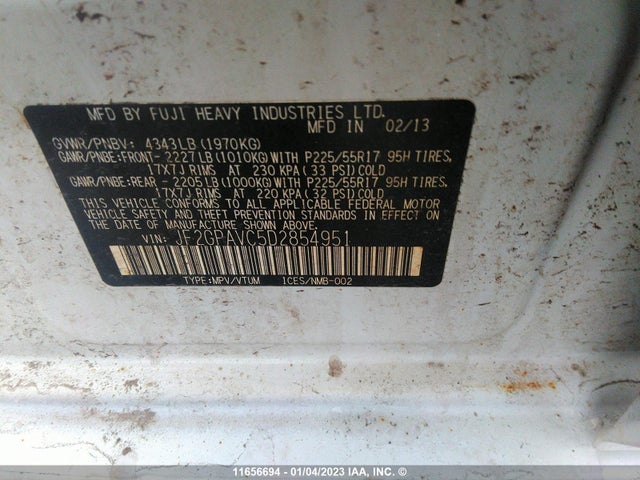 MFD BY FUJI HEAVY INDUSTRIES LTD.
MFD IN 02/13
GVWR/PNBV: 4343LB (1970KG)
GAWR/PNBE:FRONT- 2227LB (1010KG) WITH P225/55R17 95H TIRES,
17X7J RIMS AT 230 KPA (33 PSI) COLD
GAWR/PNBE:REAR - 2205LB (1000KG) WITH P225/55R17 95H TIRES,
17X7J RIMS AT 220 KPA (32 PSI) COLD
THIS VEHICLE CONFORMS TO ALL APPLICABLE FEDERAL MOTOR
VEHICLE SAFETY AND THEFT PREVENTION STANDARDS IN EFFECT
ON THE DATE OF MANUFACTURE SHOWN ABOVE.
VIN: JF2GPAVC5D2854951
TYPE:MPV/VTUM ICES/NMB-002
11656694 - 01/04/2023 IAA, Inc. ©